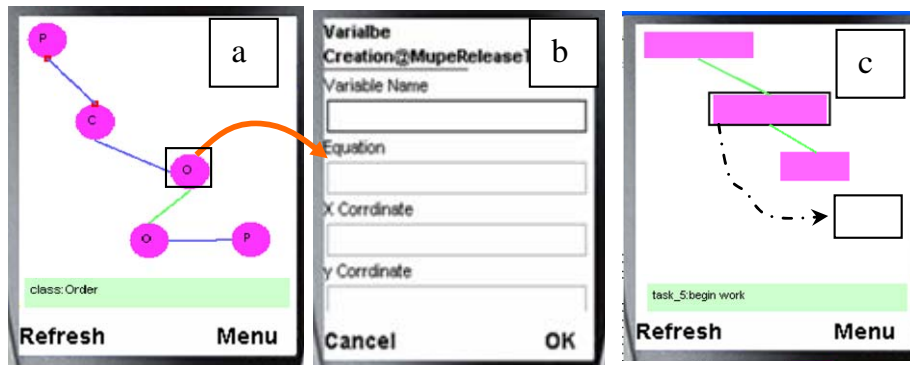 P
a
C
O
O
P
class:Order
Refresh Menu
Varialbe
Creation@MupeReleaseT
b
Variable Name
Equation
X Corrdinate
y Corrdinate
Cancel OK
c
task_5:begin work
Refresh Menu